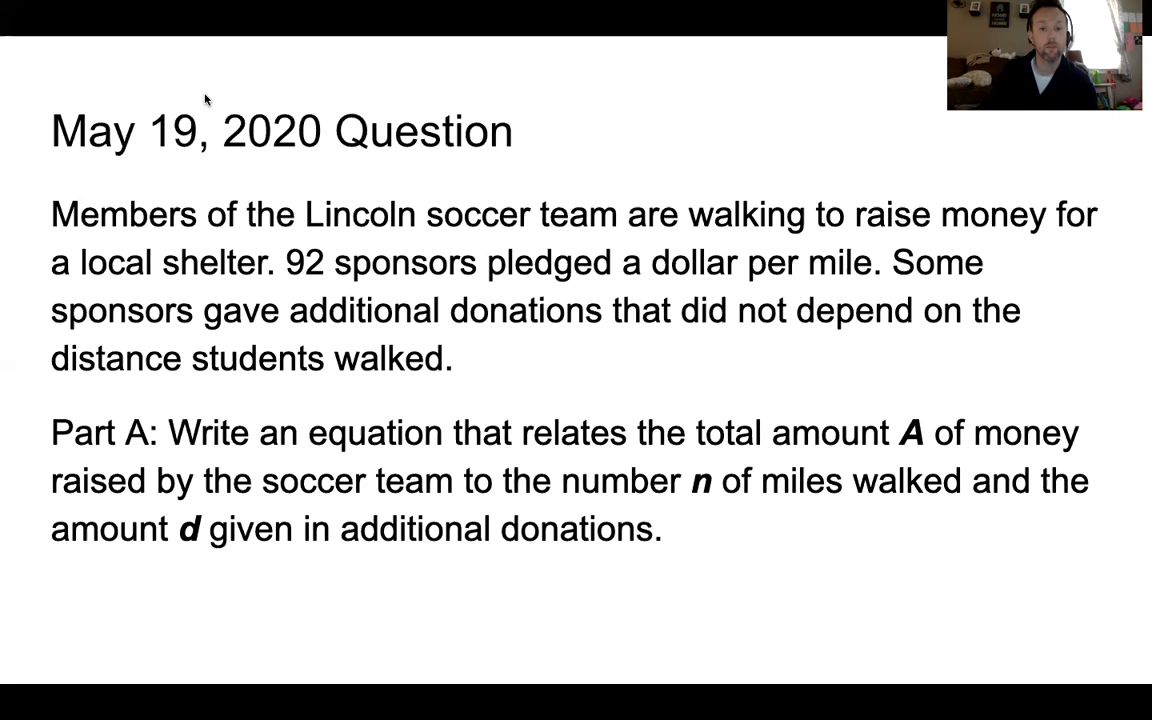 May 19, 2020 Question
Members of the Lincoln soccer team are walking to raise money for
a local shelter. 92 sponsors pledged a dollar per mile. Some
sponsors gave additional donations that did not depend on the
distance students walked.
Part A: Write an equation that relates the total amount A of money
raised by the soccer team to the number n of miles walked and the
amount d given in additional donations.